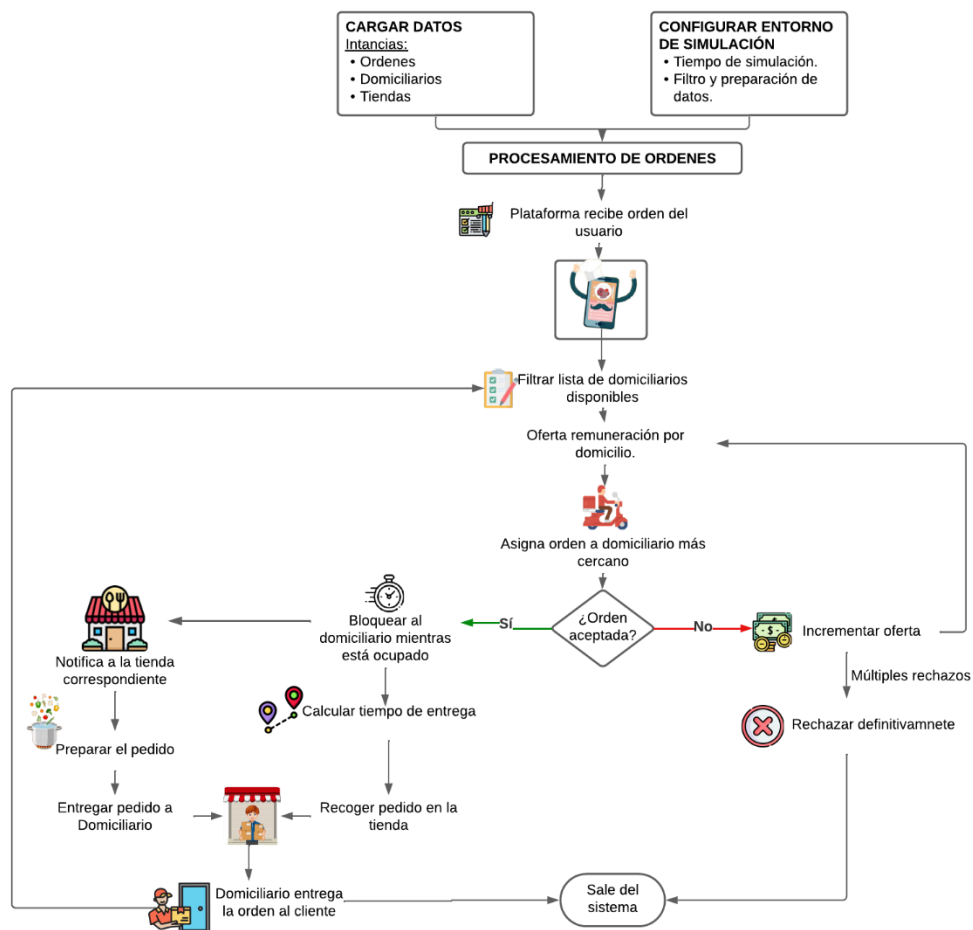 CARGAR DATOS
Intancias:
• Ordenes
• Domiciliarios
• Tiendas
CONFIGURAR ENTORNO
DE SIMULACIÓN
• Tiempo de simulación.
• Filtro y preparación de
datos.
PROCESAMIENTO DE ORDENES
Plataforma recibe orden del
usuario
Filtrar lista de domiciliarios
disponibles
Oferta remuneración por
domicilio.
Asigna orden a domiciliario más
cercano
¿Orden
aceptada?
Sí
No
Incrementar oferta
Múltiples rechazos
Rechazar definitivamnete
Bloquear al
domiciliario mientras
está ocupado
Notifica a la tienda
correspondiente
Calcular tiempo de entrega
Preparar el pedido
Entregar pedido a
Domiciliario
Recoger pedido en la
tienda
Domiciliario entrega
la orden al cliente
Sale del
sistema